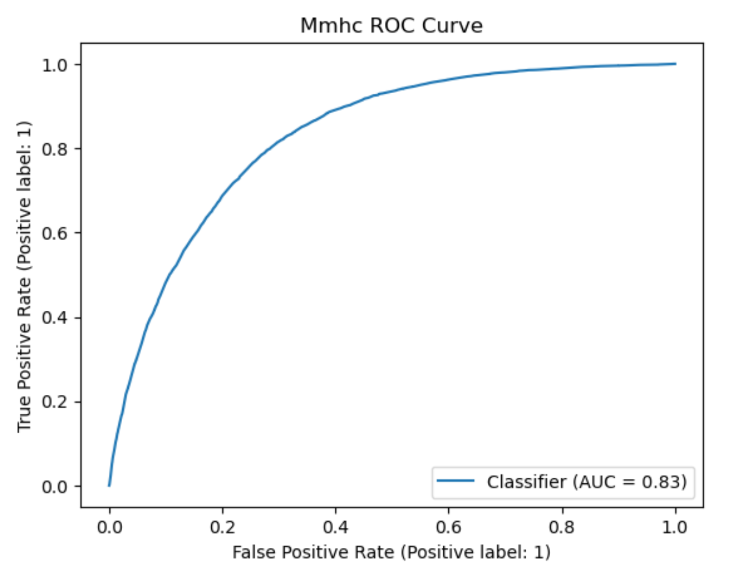 Mmhc ROC Curve
1.0
0.8
0.6
0.4
0.2
0.0
True Positive Rate (Positive label: 1)
Classifier (AUC = 0.83)
0.0 0.2 0.4 0.6 0.8 1.0
False Positive Rate (Positive label: 1)